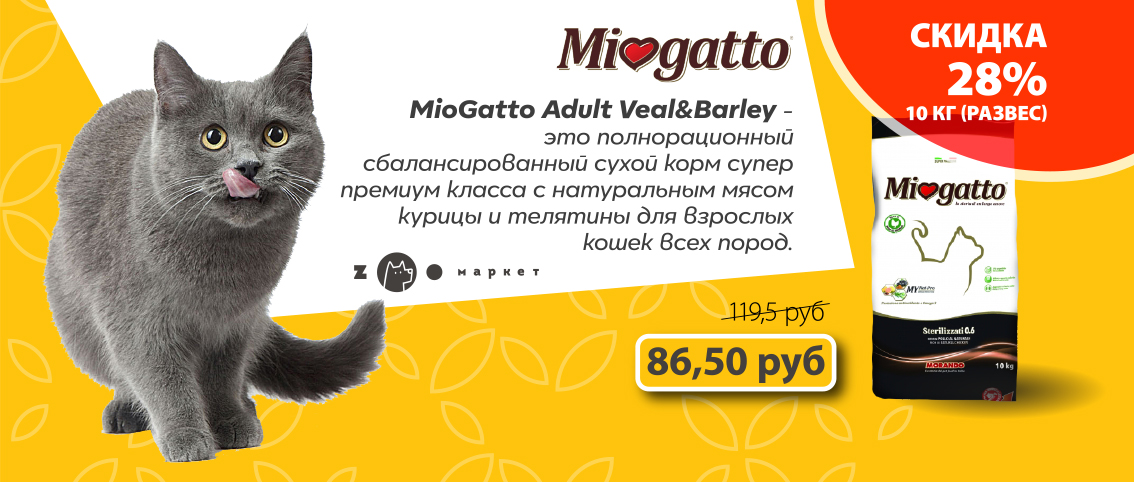 Miogatto
MioGatto Adult Veal&Barley -
это полнорационный
сбалансированный сухой корм супер
премиум класса с натуральным мясом
курицы и телятины для взрослых
кошек всех пород.
z маркет
119,5 руб
86,50 руб
СКИДКА
28%
10 КГ (РАЗВЕС)
Miogatto
MY
Sterilizzati 0.6
MORANDO
10 kg